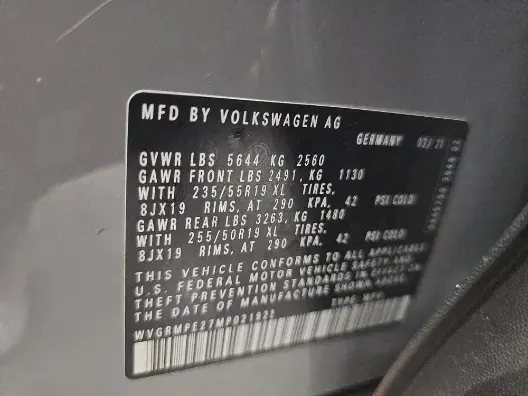 MFD BY VOLKSWAGEN AG
GERMANY 03/21
GVWR LBS 5644 KG 2560
GAWR FRONT LBS 2491, KG 1130
WITH 235/55R19 XL TIRES,
8JX19 RIMS, AT 290 KPA, 42 PSI COLD
GAWR REAR LBS 3263, KG 1480
WITH 255/50R19 XL TIRES,
8JX19 RIMS, AT 290 KPA, 42 PSI COLD
THIS VEHICLE CONFORMS TO ALL APPLICABLE
U.S. FEDERAL MOTOR VEHICLE SAFETY AND
THEFT PREVENTION STANDARDS IN EFFECT ON
THE DATE OF MANUFACTURE SHOWN ABOVE.
TYPE: MPV